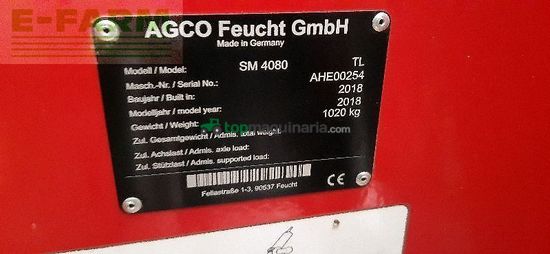 E-FARM
AGCO Feucht GmbH
Made in Germany
Modell / Model: SM 4080 TL
Masch.-Nr. / Serial No.: AHE00254
Baujahr / Built in: 2018
Modelljahr / model year: 2018
Gewicht / Weight: 1020 kg
Zul. Gesamtgewicht / Admis. total weight:
topmaquinaria.com
Zul. Achslast / Admis. axle load:
Zul. Stützlast / Admis. supported load:
Fellastraße 1-3, 90537 Feucht
CE